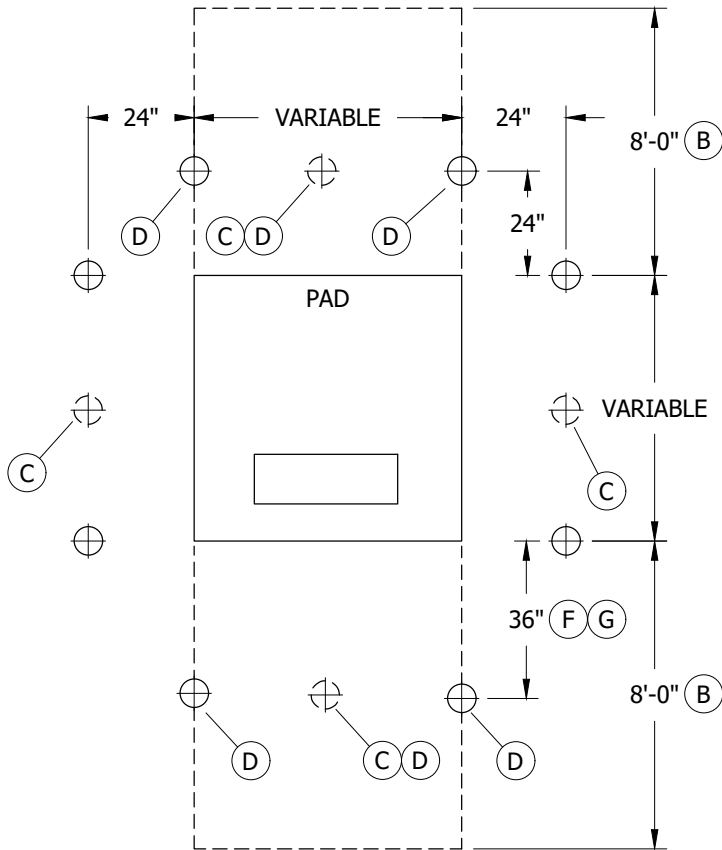 24" VARIABLE 24"
8'-0" B
D C D D
24"
PAD
VARIABLE
C C
36" F G
8'-0" B
D C D D